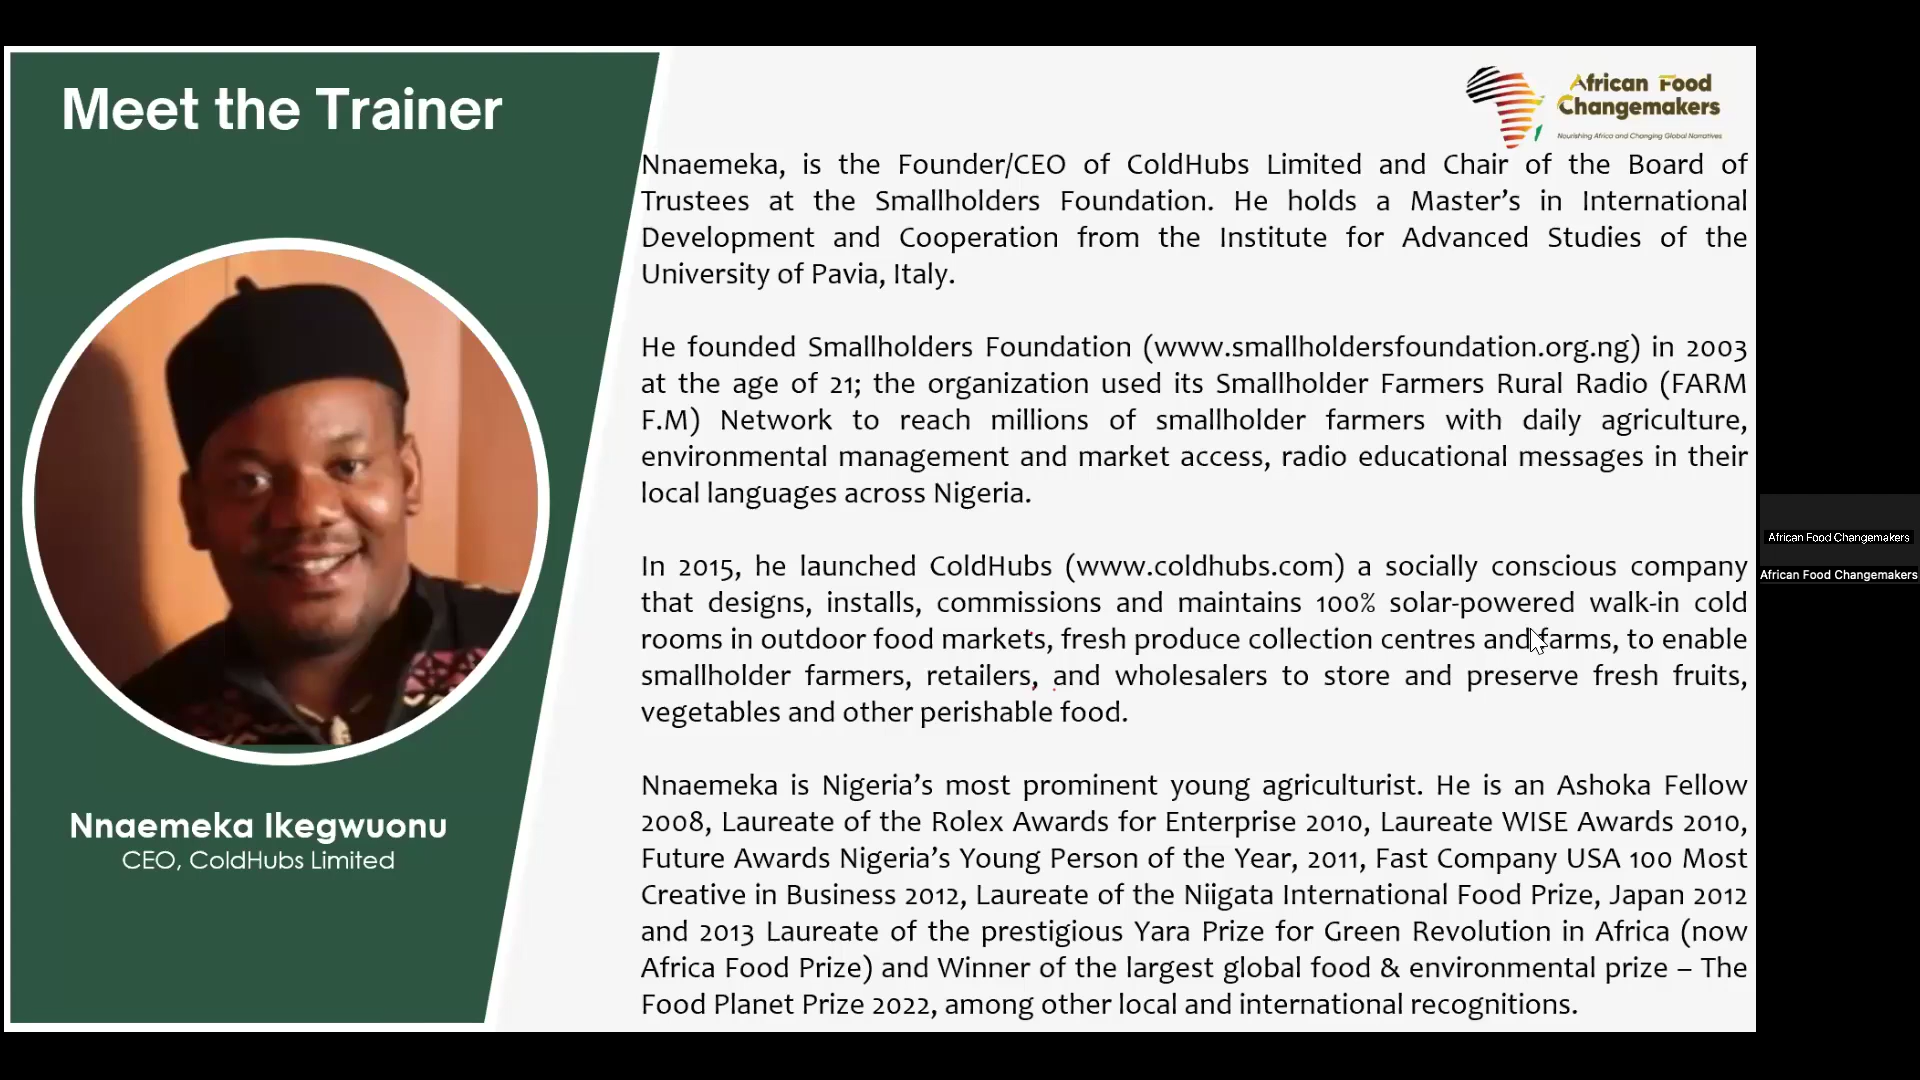 Meet the Trainer
African Food
Changemakers
Nourishing Africa and Changing Global Narratives
Nnaemeka, is the Founder/CEO of ColdHubs Limited and Chair of the Board of
Trustees at the Smallholders Foundation. He holds a Master’s in International
Development and Cooperation from the Institute for Advanced Studies of the
University of Pavia, Italy.
He founded Smallholders Foundation (www.smallholdersfoundation.org.ng) in 2003
at the age of 21; the organization used its Smallholder Farmers Rural Radio (FARM
F.M) Network to reach millions of smallholder farmers with daily agriculture,
environmental management and market access, radio educational messages in their
local languages across Nigeria.
In 2015, he launched ColdHubs (www.coldhubs.com) a socially conscious company
that designs, installs, commissions and maintains 100% solar-powered walk-in cold
rooms in outdoor food markets, fresh produce collection centres and farms, to enable
smallholder farmers, retailers, and wholesalers to store and preserve fresh fruits,
vegetables and other perishable food.
Nnaemeka is Nigeria’s most prominent young agriculturist. He is an Ashoka Fellow
2008, Laureate of the Rolex Awards for Enterprise 2010, Laureate WISE Awards 2010,
Future Awards Nigeria’s Young Person of the Year, 2011, Fast Company USA 100 Most
Creative in Business 2012, Laureate of the Niigata International Food Prize, Japan 2012
and 2013 Laureate of the prestigious Yara Prize for Green Revolution in Africa (now
Africa Food Prize) and Winner of the largest global food & environmental prize – The
Food Planet Prize 2022, among other local and international recognitions.
Nnaemeka Ikegwuonu
CEO, ColdHubs Limited
African Food Changemakers
African Food Changemakers